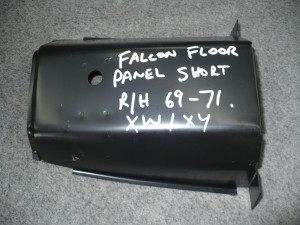 FALCON FLOOR
PANEL SHORT
R/H 69-71.
XW/XY